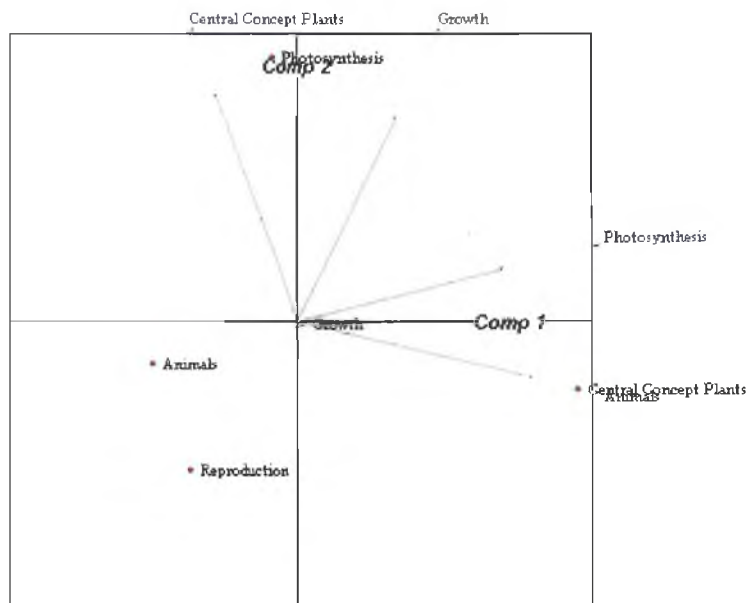 Central Concept Plants
Growth
Photosynthesis
Comp 2
Photosynthesis
Growth
Comp 1
Animals
Central Concept Plants
Animals
Reproduction